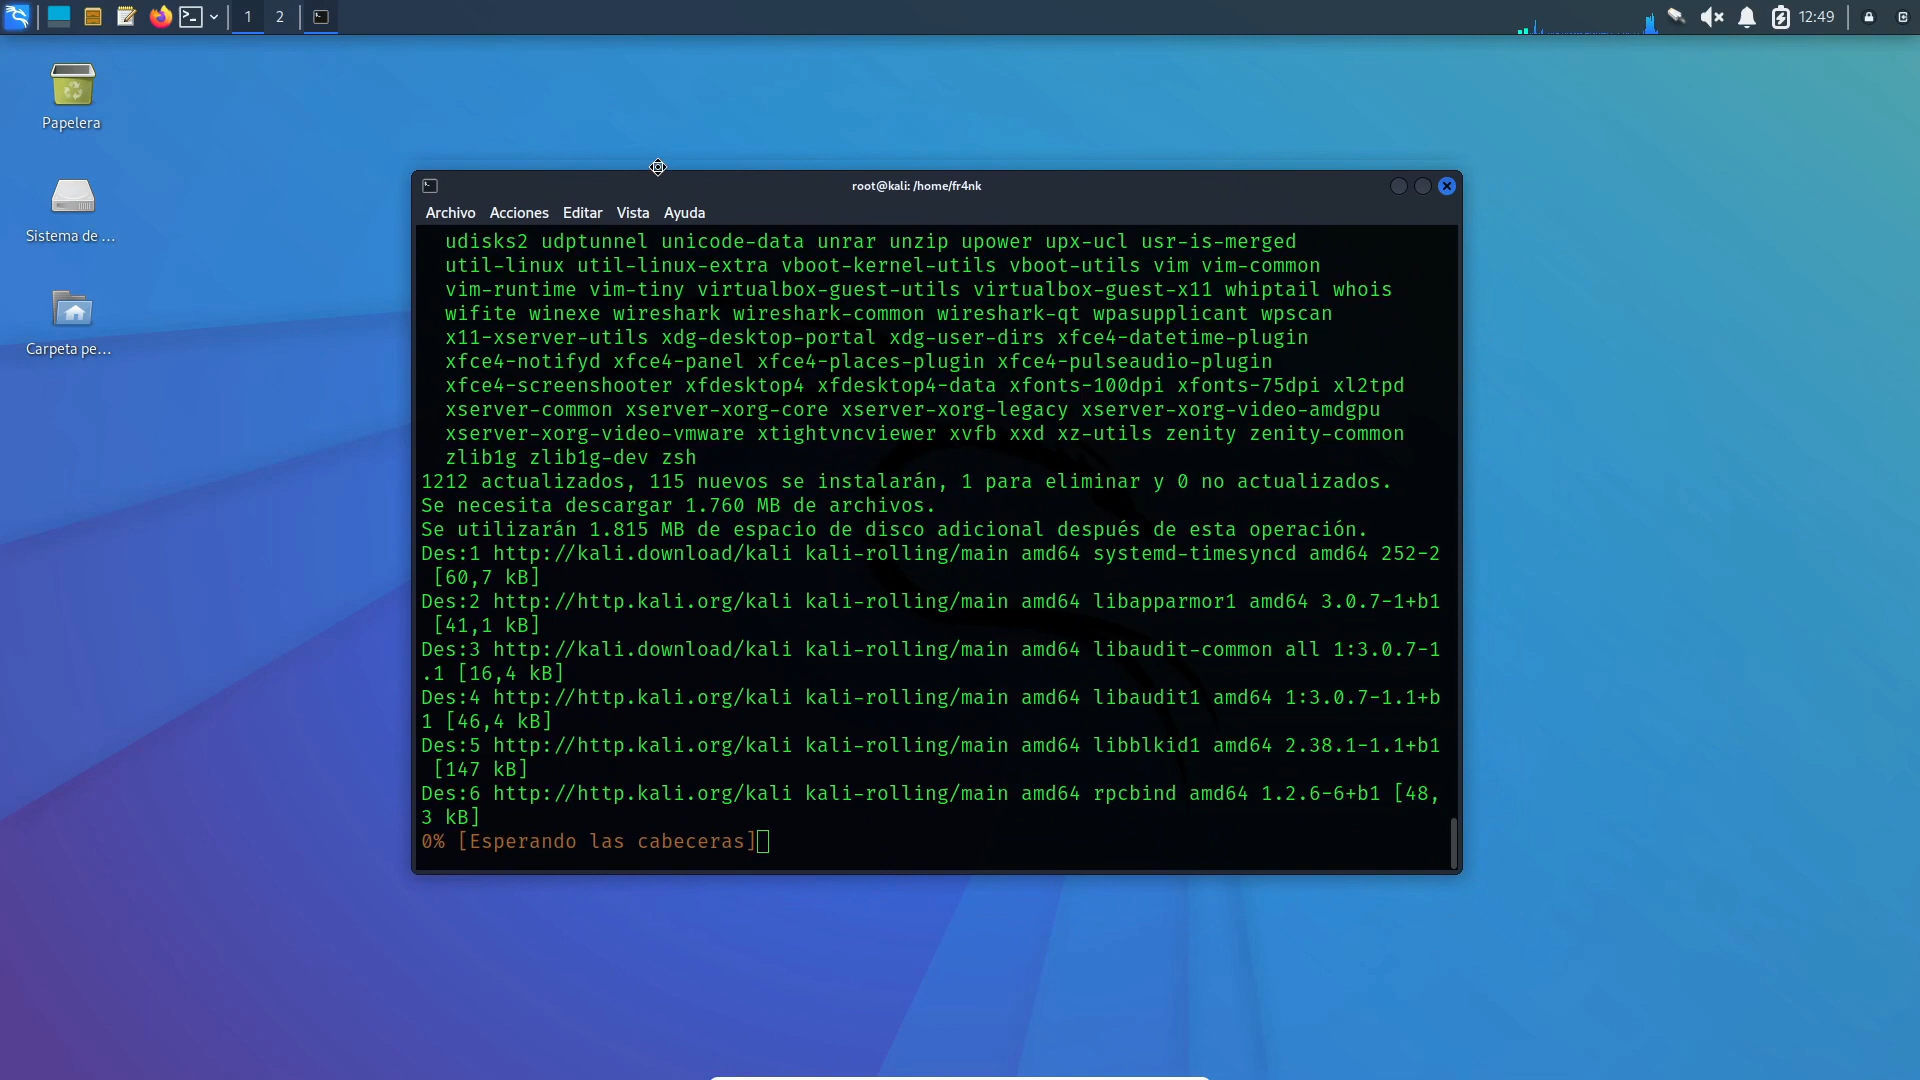 1 2 12:49
Papelera
Sistema de ...
Carpeta pe...
root@kali: /home/fr4nk
Archivo Acciones Editar Vista Ayuda
udisks2 udptunnel unicode-data unrar unzip upower upx-ucl usr-is-merged
util-linux util-linux-extra vboot-kernel-utils vboot-utils vim vim-common
vim-runtime vim-tiny virtualbox-guest-utils virtualbox-guest-x11 whiptail whois
wifite winexe wireshark wireshark-common wireshark-qt wpasupplicant wpscan
x11-xserver-utils xdg-desktop-portal xdg-user-dirs xfce4-datetime-plugin
xfce4-notifyd xfce4-panel xfce4-places-plugin xfce4-pulseaudio-plugin
xfce4-screenshooter xfdesktop4 xfdesktop4-data xfonts-100dpi xfonts-75dpi xl2tpd
xserver-common xserver-xorg-core xserver-xorg-legacy xserver-xorg-video-amdgpu
xserver-xorg-video-vmware xtightvncviewer xvfb xxd xz-utils zenity zenity-common
zlib1g zlib1g-dev zsh
1212 actualizados, 115 nuevos se instalarán, 1 para eliminar y 0 no actualizados.
Se necesita descargar 1.760 MB de archivos.
Se utilizarán 1.815 MB de espacio de disco adicional después de esta operación.
Des:1 http://kali.download/kali kali-rolling/main amd64 systemd-timesyncd amd64 252-2
[60,7 kB]
Des:2 http://http.kali.org/kali kali-rolling/main amd64 libapparmor1 amd64 3.0.7-1+b1
[41,1 kB]
Des:3 http://kali.download/kali kali-rolling/main amd64 libaudit-common all 1:3.0.7-1
.1 [16,4 kB]
Des:4 http://http.kali.org/kali kali-rolling/main amd64 libaudit1 amd64 1:3.0.7-1.1+b
1 [46,4 kB]
Des:5 http://http.kali.org/kali kali-rolling/main amd64 libblkid1 amd64 2.38.1-1.1+b1
[147 kB]
Des:6 http://http.kali.org/kali kali-rolling/main amd64 rpcbind amd64 1.2.6-6+b1 [48,
3 kB]
0% [Esperando las cabeceras]